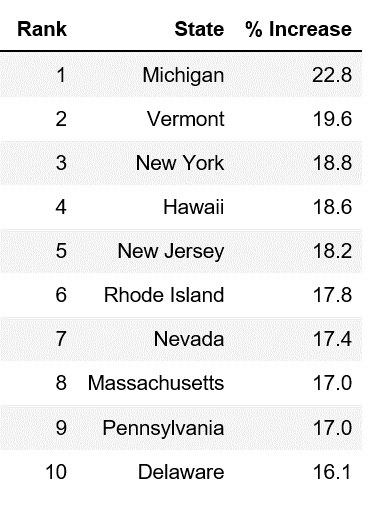 Rank State % Increase
1 Michigan 22.8
2 Vermont 19.6
3 New York 18.8
4 Hawaii 18.6
5 New Jersey 18.2
6 Rhode Island 17.8
7 Nevada 17.4
8 Massachusetts 17.0
9 Pennsylvania 17.0
10 Delaware 16.1